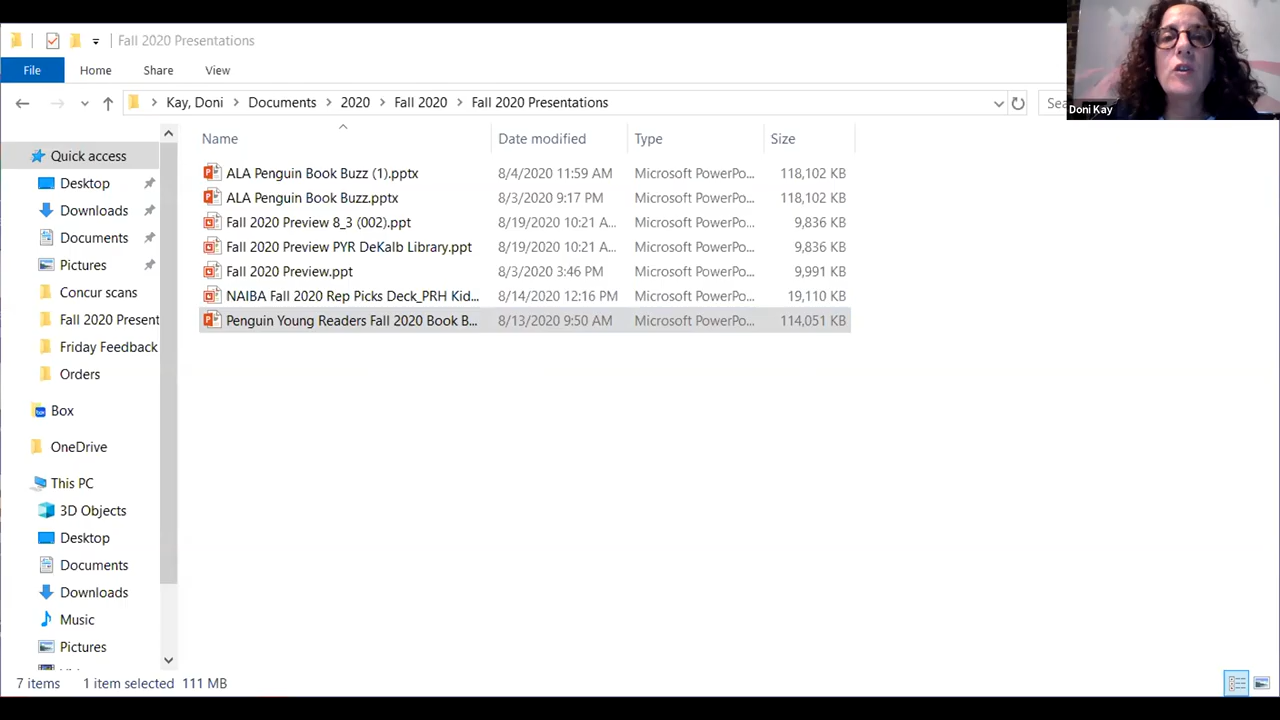 Fall 2020 Presentations
File Home Share View
Kay, Doni > Documents > 2020 > Fall 2020 > Fall 2020 Presentations
Sea
Doni Kay
Name Date modified Type Size
ALA Penguin Book Buzz (1).pptx 8/4/2020 11:59 AM Microsoft PowerPo... 118,102 KB
ALA Penguin Book Buzz.pptx 8/3/2020 9:17 PM Microsoft PowerPo... 118,102 KB
Fall 2020 Preview 8_3 (002).ppt 8/19/2020 10:21 A... Microsoft PowerPo... 9,836 KB
Fall 2020 Preview PYR DeKalb Library.ppt 8/19/2020 10:21 A... Microsoft PowerPo... 9,836 KB
Fall 2020 Preview.ppt 8/3/2020 3:46 PM Microsoft PowerPo... 9,991 KB
NAIBA Fall 2020 Rep Picks Deck_PRH Kid... 8/14/2020 12:16 PM Microsoft PowerPo... 19,110 KB
Penguin Young Readers Fall 2020 Book B... 8/13/2020 9:50 AM Microsoft PowerPo... 114,051 KB
Quick access
Desktop
Downloads
Documents
Pictures
Concur scans
Fall 2020 Present
Friday Feedback
Orders
Box
OneDrive
This PC
3D Objects
Desktop
Documents
Downloads
Music
Pictures
7 items 1 item selected 111 MB